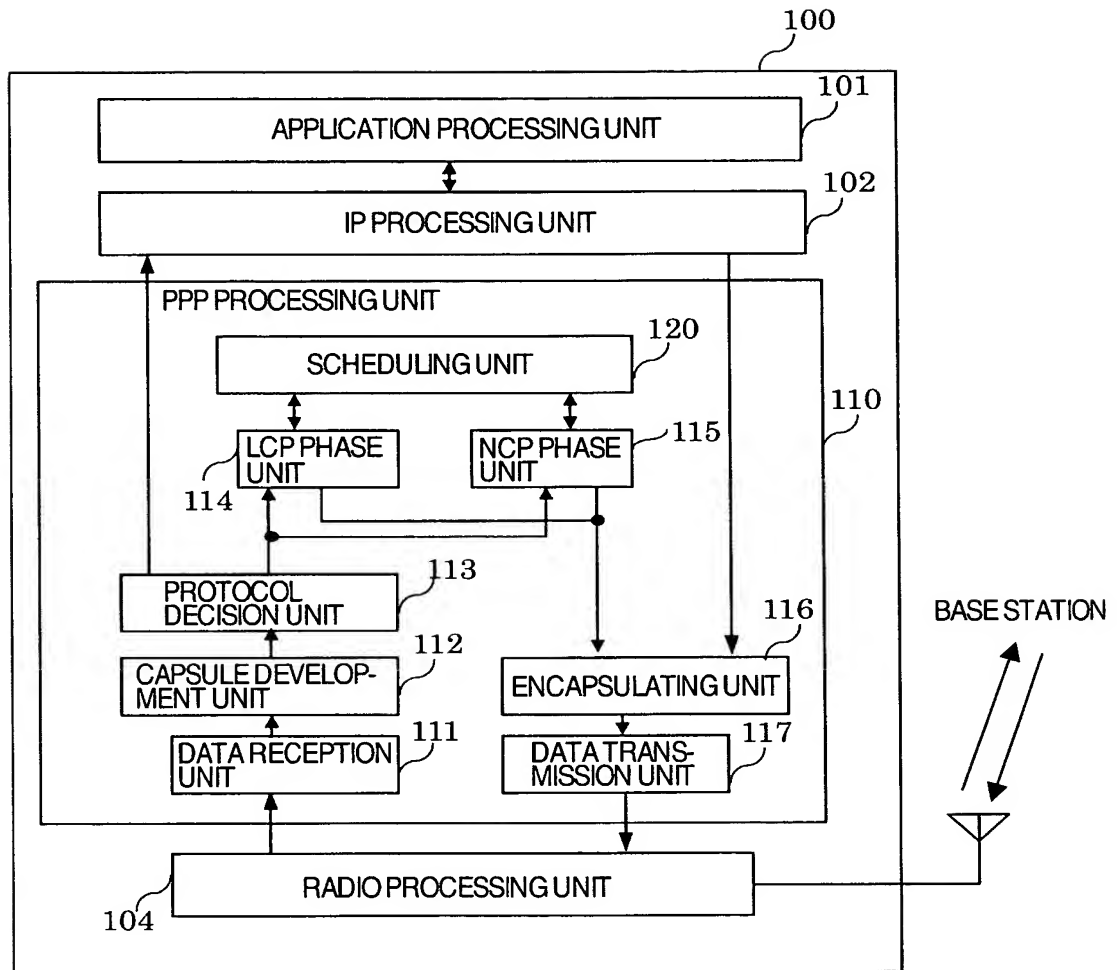 100
101
APPLICATION PROCESSING UNIT
102
IP PROCESSING UNIT
PPP PROCESSING UNIT
120
SCHEDULING UNIT
110
LCP PHASE
UNIT
114
NCP PHASE
UNIT
115
PROTOCOL
DECISION UNIT
113
BASE STATION
116
CAPSULE DEVELOP-
MENT UNIT
112
ENCAPSULATING UNIT
DATA RECEPTION
UNIT
111
DATA TRANS-
MISSION UNIT
117
RADIO PROCESSING UNIT
104